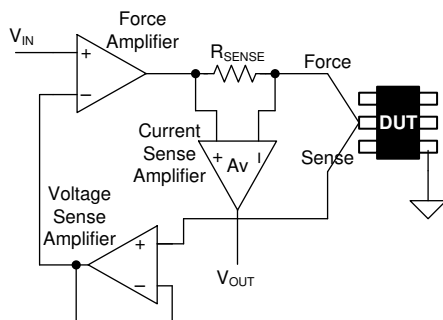 Force
Amplifier
V_IN
R_SENSE
Force
+
−
Current
Sense
Amplifier
+
Av
I
DUT
Sense
Voltage
Sense
Amplifier
+
−
V_OUT